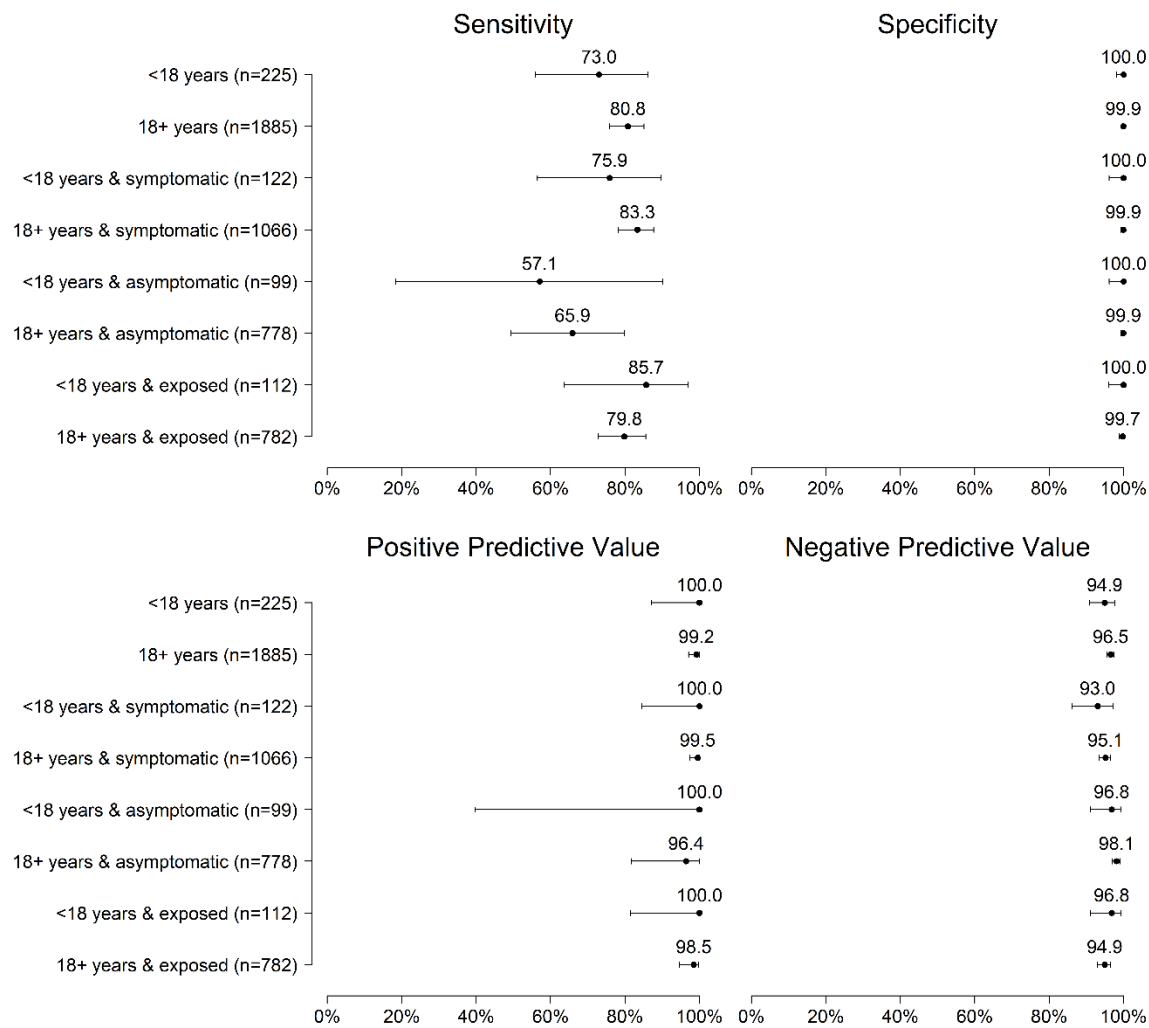 Sensitivity Specificity
<18 years (n=225) 73.0 100.0
18+ years (n=1885) 80.8 99.9
<18 years & symptomatic (n=122) 75.9 100.0
18+ years & symptomatic (n=1066) 83.3 99.9
<18 years & asymptomatic (n=99) 57.1 100.0
18+ years & asymptomatic (n=778) 65.9 99.9
<18 years & exposed (n=112) 85.7 100.0
18+ years & exposed (n=782) 79.8 99.7
0% 20% 40% 60% 80% 100% 0% 20% 40% 60% 80% 100%
Positive Predictive Value Negative Predictive Value
<18 years (n=225) 100.0 94.9
18+ years (n=1885) 99.2 96.5
<18 years & symptomatic (n=122) 100.0 93.0
18+ years & symptomatic (n=1066) 99.5 95.1
<18 years & asymptomatic (n=99) 100.0 96.8
18+ years & asymptomatic (n=778) 96.4 98.1
<18 years & exposed (n=112) 100.0 96.8
18+ years & exposed (n=782) 98.5 94.9
0% 20% 40% 60% 80% 100% 0% 20% 40% 60% 80% 100%